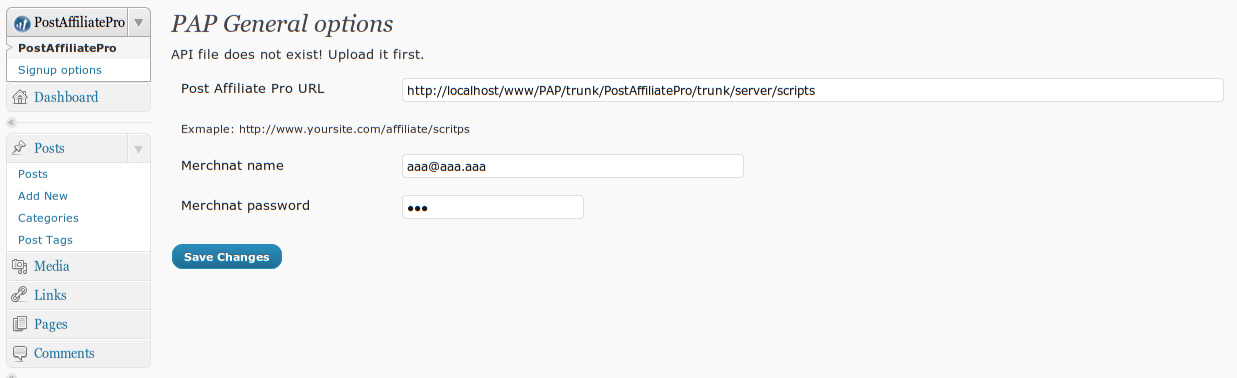 PostAffiliatePro
PostAffiliatePro
Signup options
Dashboard
Posts
Posts
Add New
Categories
Post Tags
Media
Links
Pages
Comments
PAP General options
API file does not exist! Upload it first.
Post Affiliate Pro URL
http://localhost/www/PAP/trunk/PostAffiliatePro/trunk/server/scripts
Exmaple: http://www.yoursite.com/affiliate/scritps
Merchnat name
aaa@aaa.aaa
Merchnat password
●●●
Save Changes